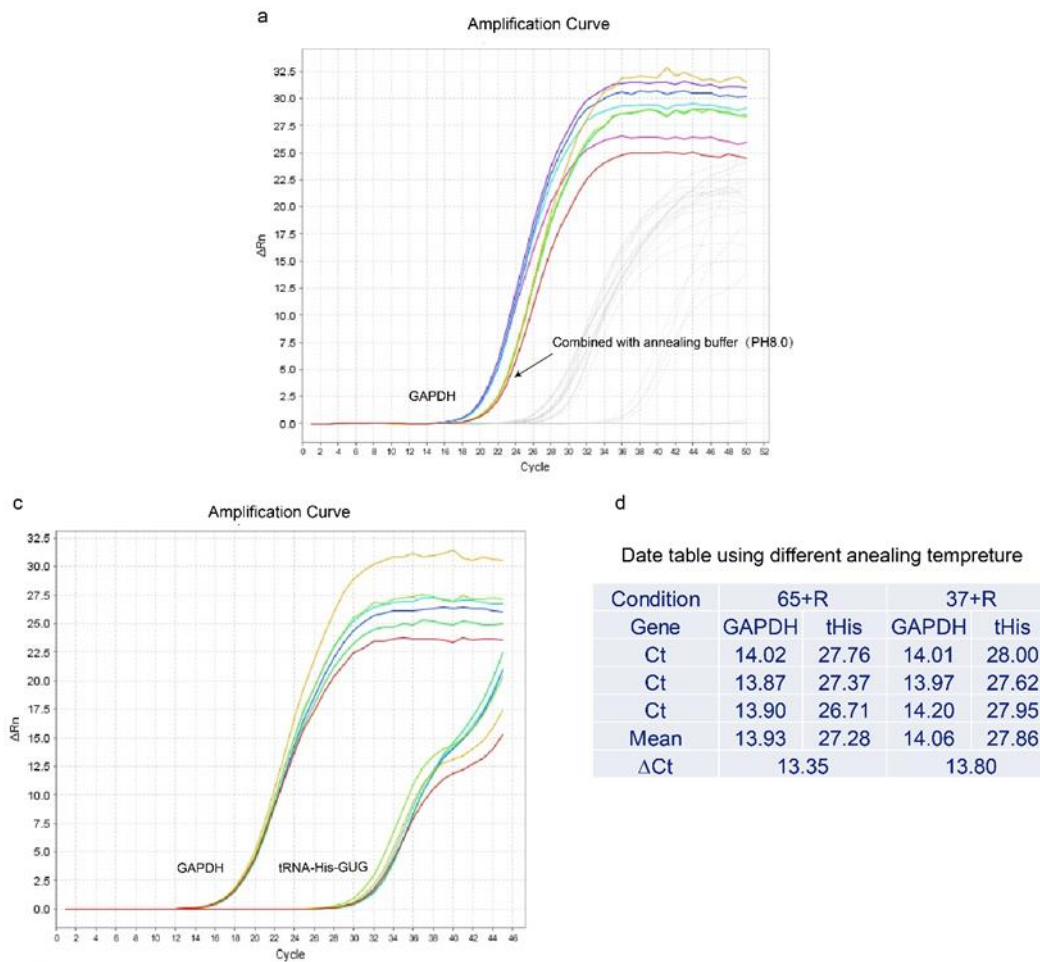 a
Amplification Curve
32.5
30.0
27.5
25.0
22.5
20.0
17.5
15.0
12.5
10.0
7.5
5.0
2.5
0.0
ΔRn
GAPDH
Combined with annealing buffer（PH8.0）
0 2 4 6 8 10 12 14 16 18 20 22 24 26 28 30 32 34 36 38 40 42 44 46 48 50 52
Cycle
c
Amplification Curve
32.5
30.0
27.5
25.0
22.5
20.0
17.5
15.0
12.5
10.0
7.5
5.0
2.5
0.0
ΔRn
GAPDH
tRNA-His-GUG
0 2 4 6 8 10 12 14 16 18 20 22 24 26 28 30 32 34 36 38 40 42 44 46
Cycle
d
Date table using different anealing tempreture
Condition 65+R 37+R
Gene GAPDH tHis GAPDH tHis
Ct 14.02 27.76 14.01 28.00
Ct 13.87 27.37 13.97 27.62
Ct 13.90 26.71 14.20 27.95
Mean 13.93 27.28 14.06 27.86
ΔCt 13.35 13.80